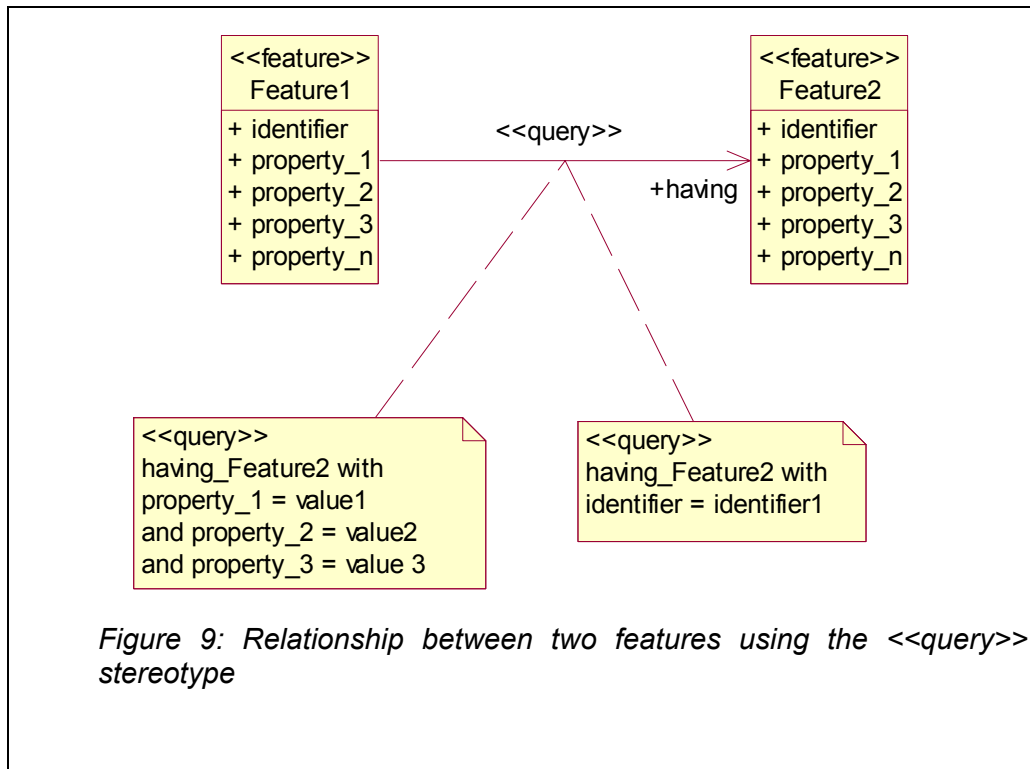 <<feature>>
Feature1
+ identifier
+ property_1
+ property_2
+ property_3
+ property_n
<<query>>
+having
<<feature>>
Feature2
+ identifier
+ property_1
+ property_2
+ property_3
+ property_n
<<query>>
having_Feature2 with
property_1 = value1
and property_2 = value2
and property_3 = value 3
<<query>>
having_Feature2 with
identifier = identifier1
Figure 9: Relationship between two features using the <<query>>
stereotype